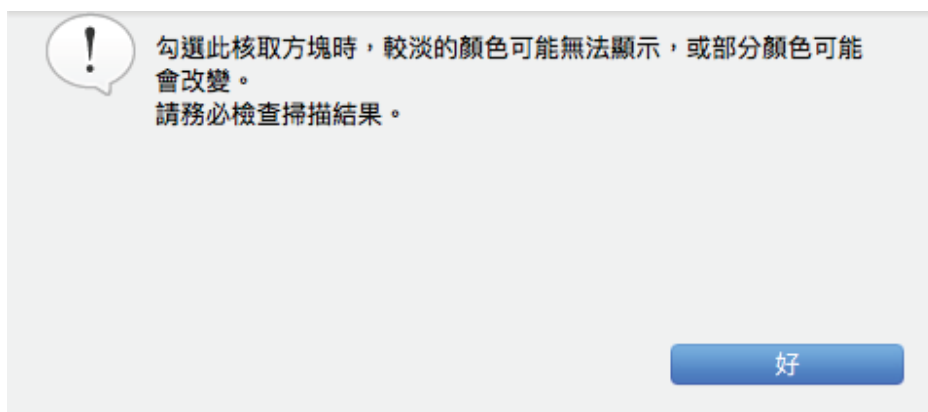 勾選此核取方塊時，較淡的顏色可能無法顯示，或部分顏色可能
會改變。
請務必檢查掃描結果。
好